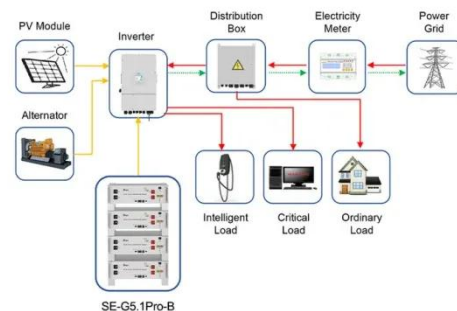 PV Module
Inverter
Distribution
Box
Electricity
Meter
Power
Grid
Alternator
Intelligent
Load
Critical
Load
Ordinary
Load
SE-G5.1Pro-B